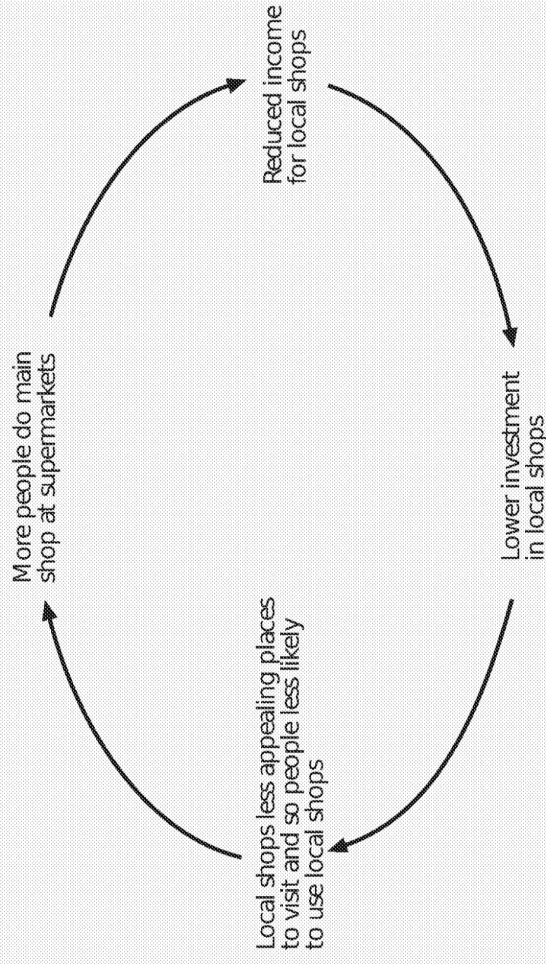 More people do main
shop at supermarkets
Reduced income
for local shops
Lower investment
in local shops
Local shops less appealing places
to visit and so people less likely
to use local shops